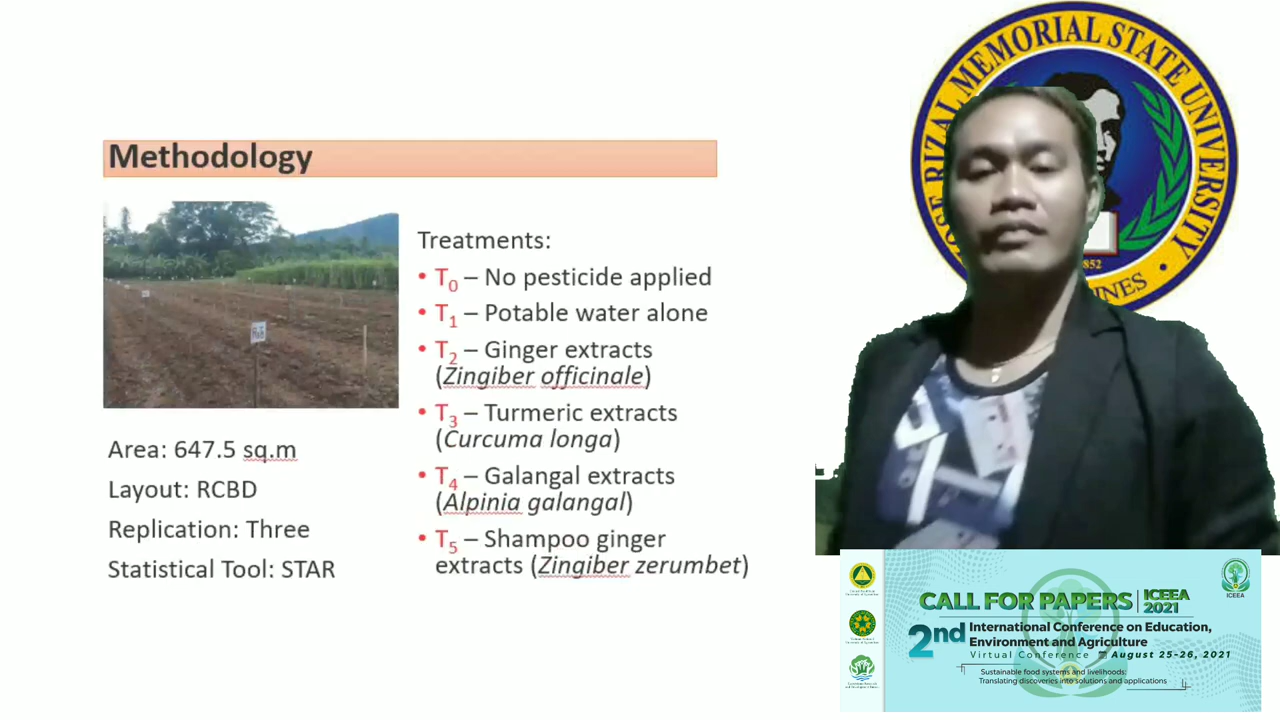 Methodology
Treatments:
• T0 – No pesticide applied
• T1 – Potable water alone
• T2 – Ginger extracts
(Zingiber officinale)
• T3 – Turmeric extracts
(Curcuma longa)
• T4 – Galangal extracts
(Alpinia galangal)
• T5 – Shampoo ginger
extracts (Zingiber zerumbet)
Area: 647.5 sq.m
Layout: RCBD
Replication: Three
Statistical Tool: STAR
RIZAL MEMORIAL STATE UNIVERSITY
CALL FOR PAPERS
ICEEA
2021
2nd
International Conference on Education,
Environment and Agriculture
Virtual Conference
August 25-26, 2021
Sustainable food systems and livelihoods:
Translating discoveries into solutions and applications
ICEEA